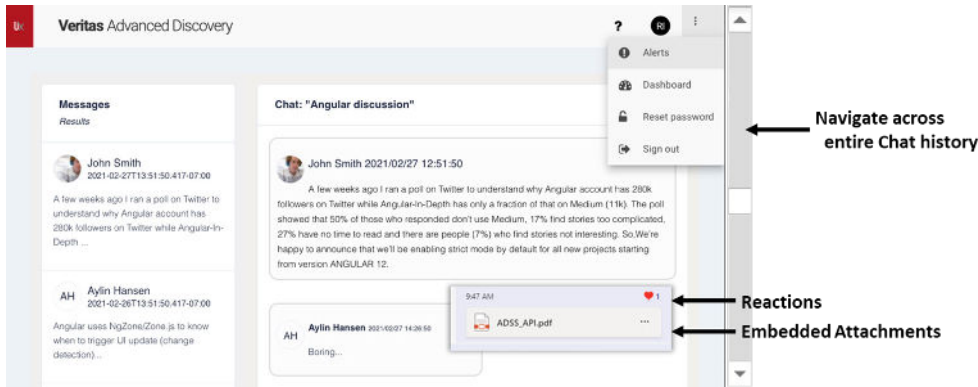 Ux
Veritas Advanced Discovery
?
RI
Alerts
Dashboard
Reset password
Sign out
Messages
Results
John Smith
2021-02-27T13:51:50.417-07:00
A few weeks ago I ran a poll on Twitter to
understand why Angular account has
280k followers on Twitter while Angular-In-
Depth ...
AH
Aylin Hansen
2021-02-26T13:51:50.417-07:00
Angular uses NgZone/Zone.js to know
when to trigger UI update (change
detection)...
Chat: "Angular discussion"
John Smith 2021/02/27 12:51:50
A few weeks ago I ran a poll on Twitter to understand why Angular account has 280k
followers on Twitter while Angular-In-Depth has only a fraction of that on Medium (11k). The poll
showed that 50% of those who responded don't use Medium, 17% find stories too complicated,
27% have no time to read and there are people (7%) who find stories not interesting. So,We're
happy to announce that we'll be enabling strict mode by default for all new projects starting
from version ANGULAR 12.
AH
Aylin Hansen 2021/02/27 14:26:50
Boring...
9:47 AM
1
ADSS_API.pdf
...
Navigate across
entire Chat history
Reactions
Embedded Attachments